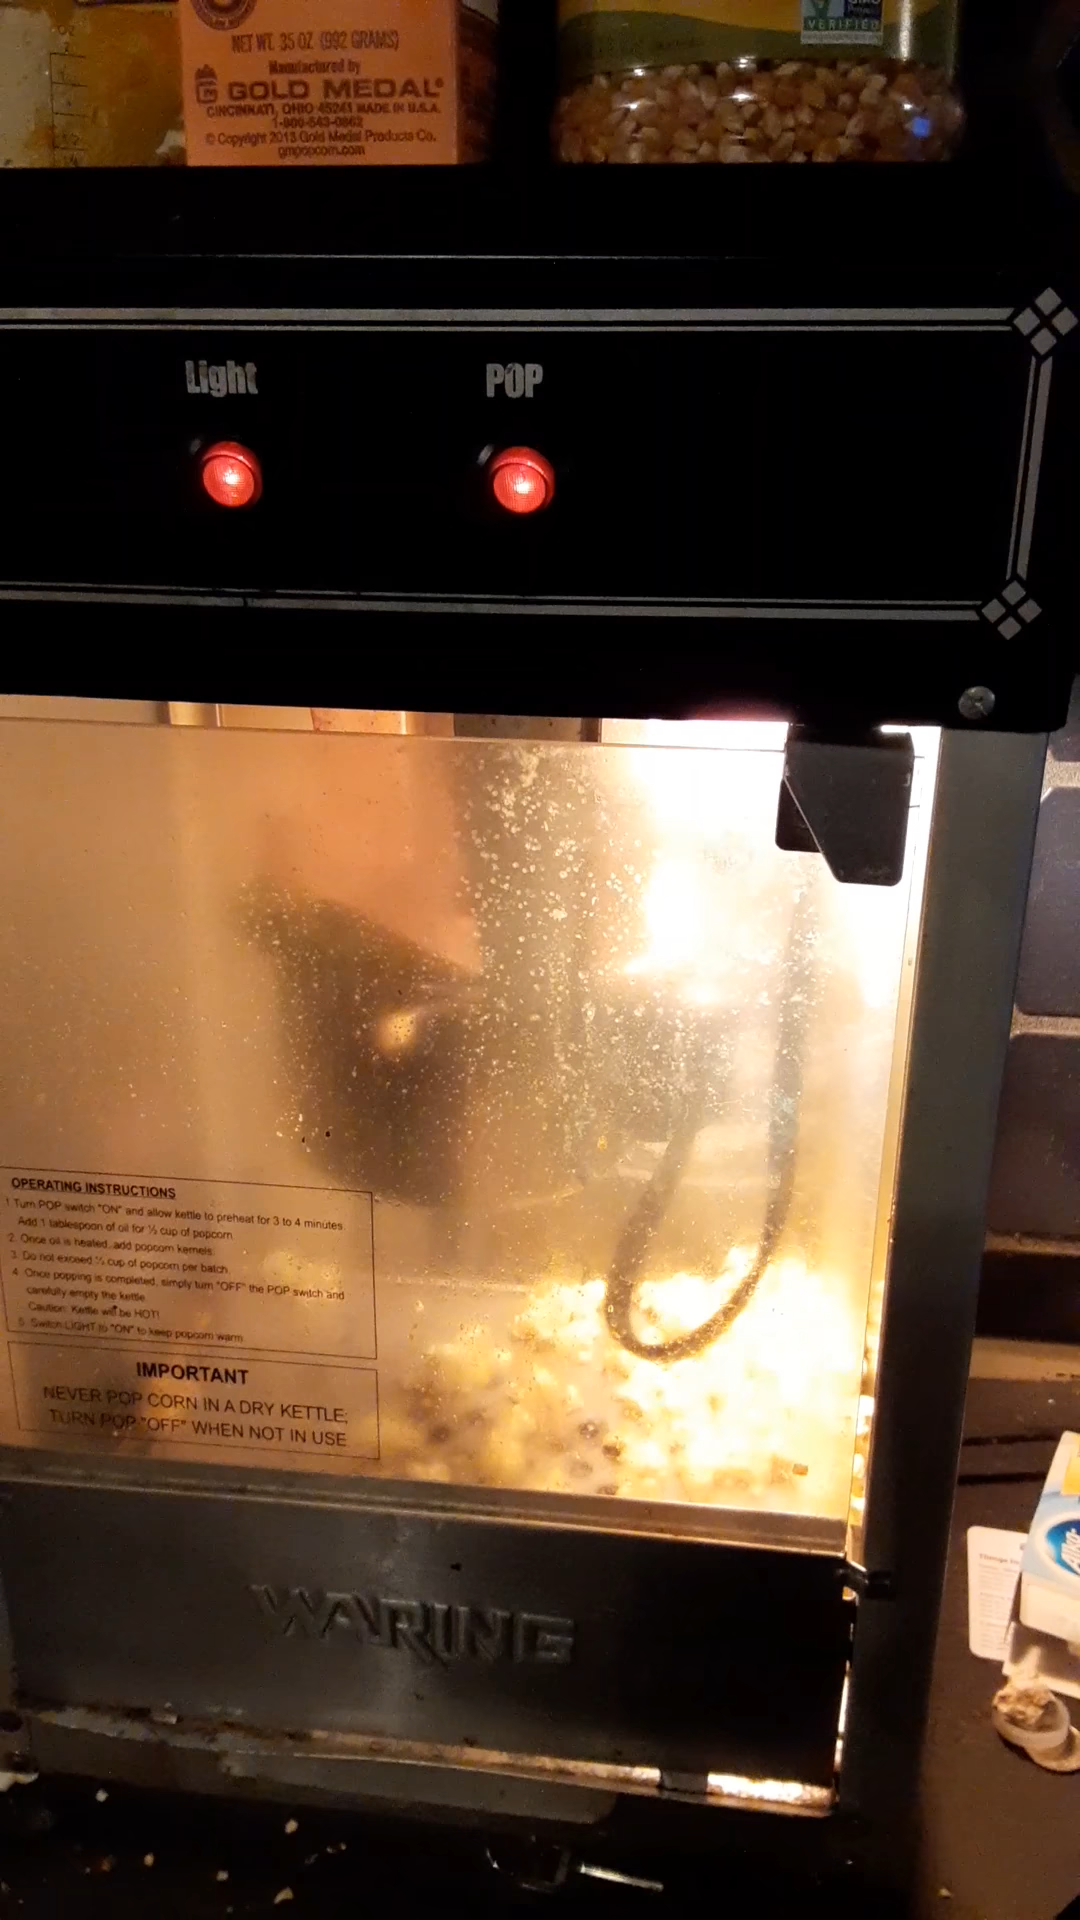 NET WT. 35 OZ (992 GRAMS)
Manufactured by
GOLD MEDAL®
CINCINNATI, OHIO 45241 MADE IN U.S.A.
1-800-543-0862
© Copyright 2013 Gold Medal Products Co.
gmpopcorn.com
VERIFIED
Light
POP
OPERATING INSTRUCTIONS
1. Turn POP switch "ON" and allow kettle to preheat for 3 to 4 minutes.
Add 1 tablespoon of oil for ½ cup of popcorn.
2. Once oil is heated, add popcorn kernels.
3. Do not exceed cup of popcorn per batch.
4. Once popping is completed, simply turn "OFF" the POP switch and
carefully empty the kettle.
Caution: Kettle will be HOT!
5. Switch LIGHT to "ON" to keep popcorn warm
IMPORTANT
NEVER POP CORN IN A DRY KETTLE;
TURN POP "OFF" WHEN NOT IN USE
WARING